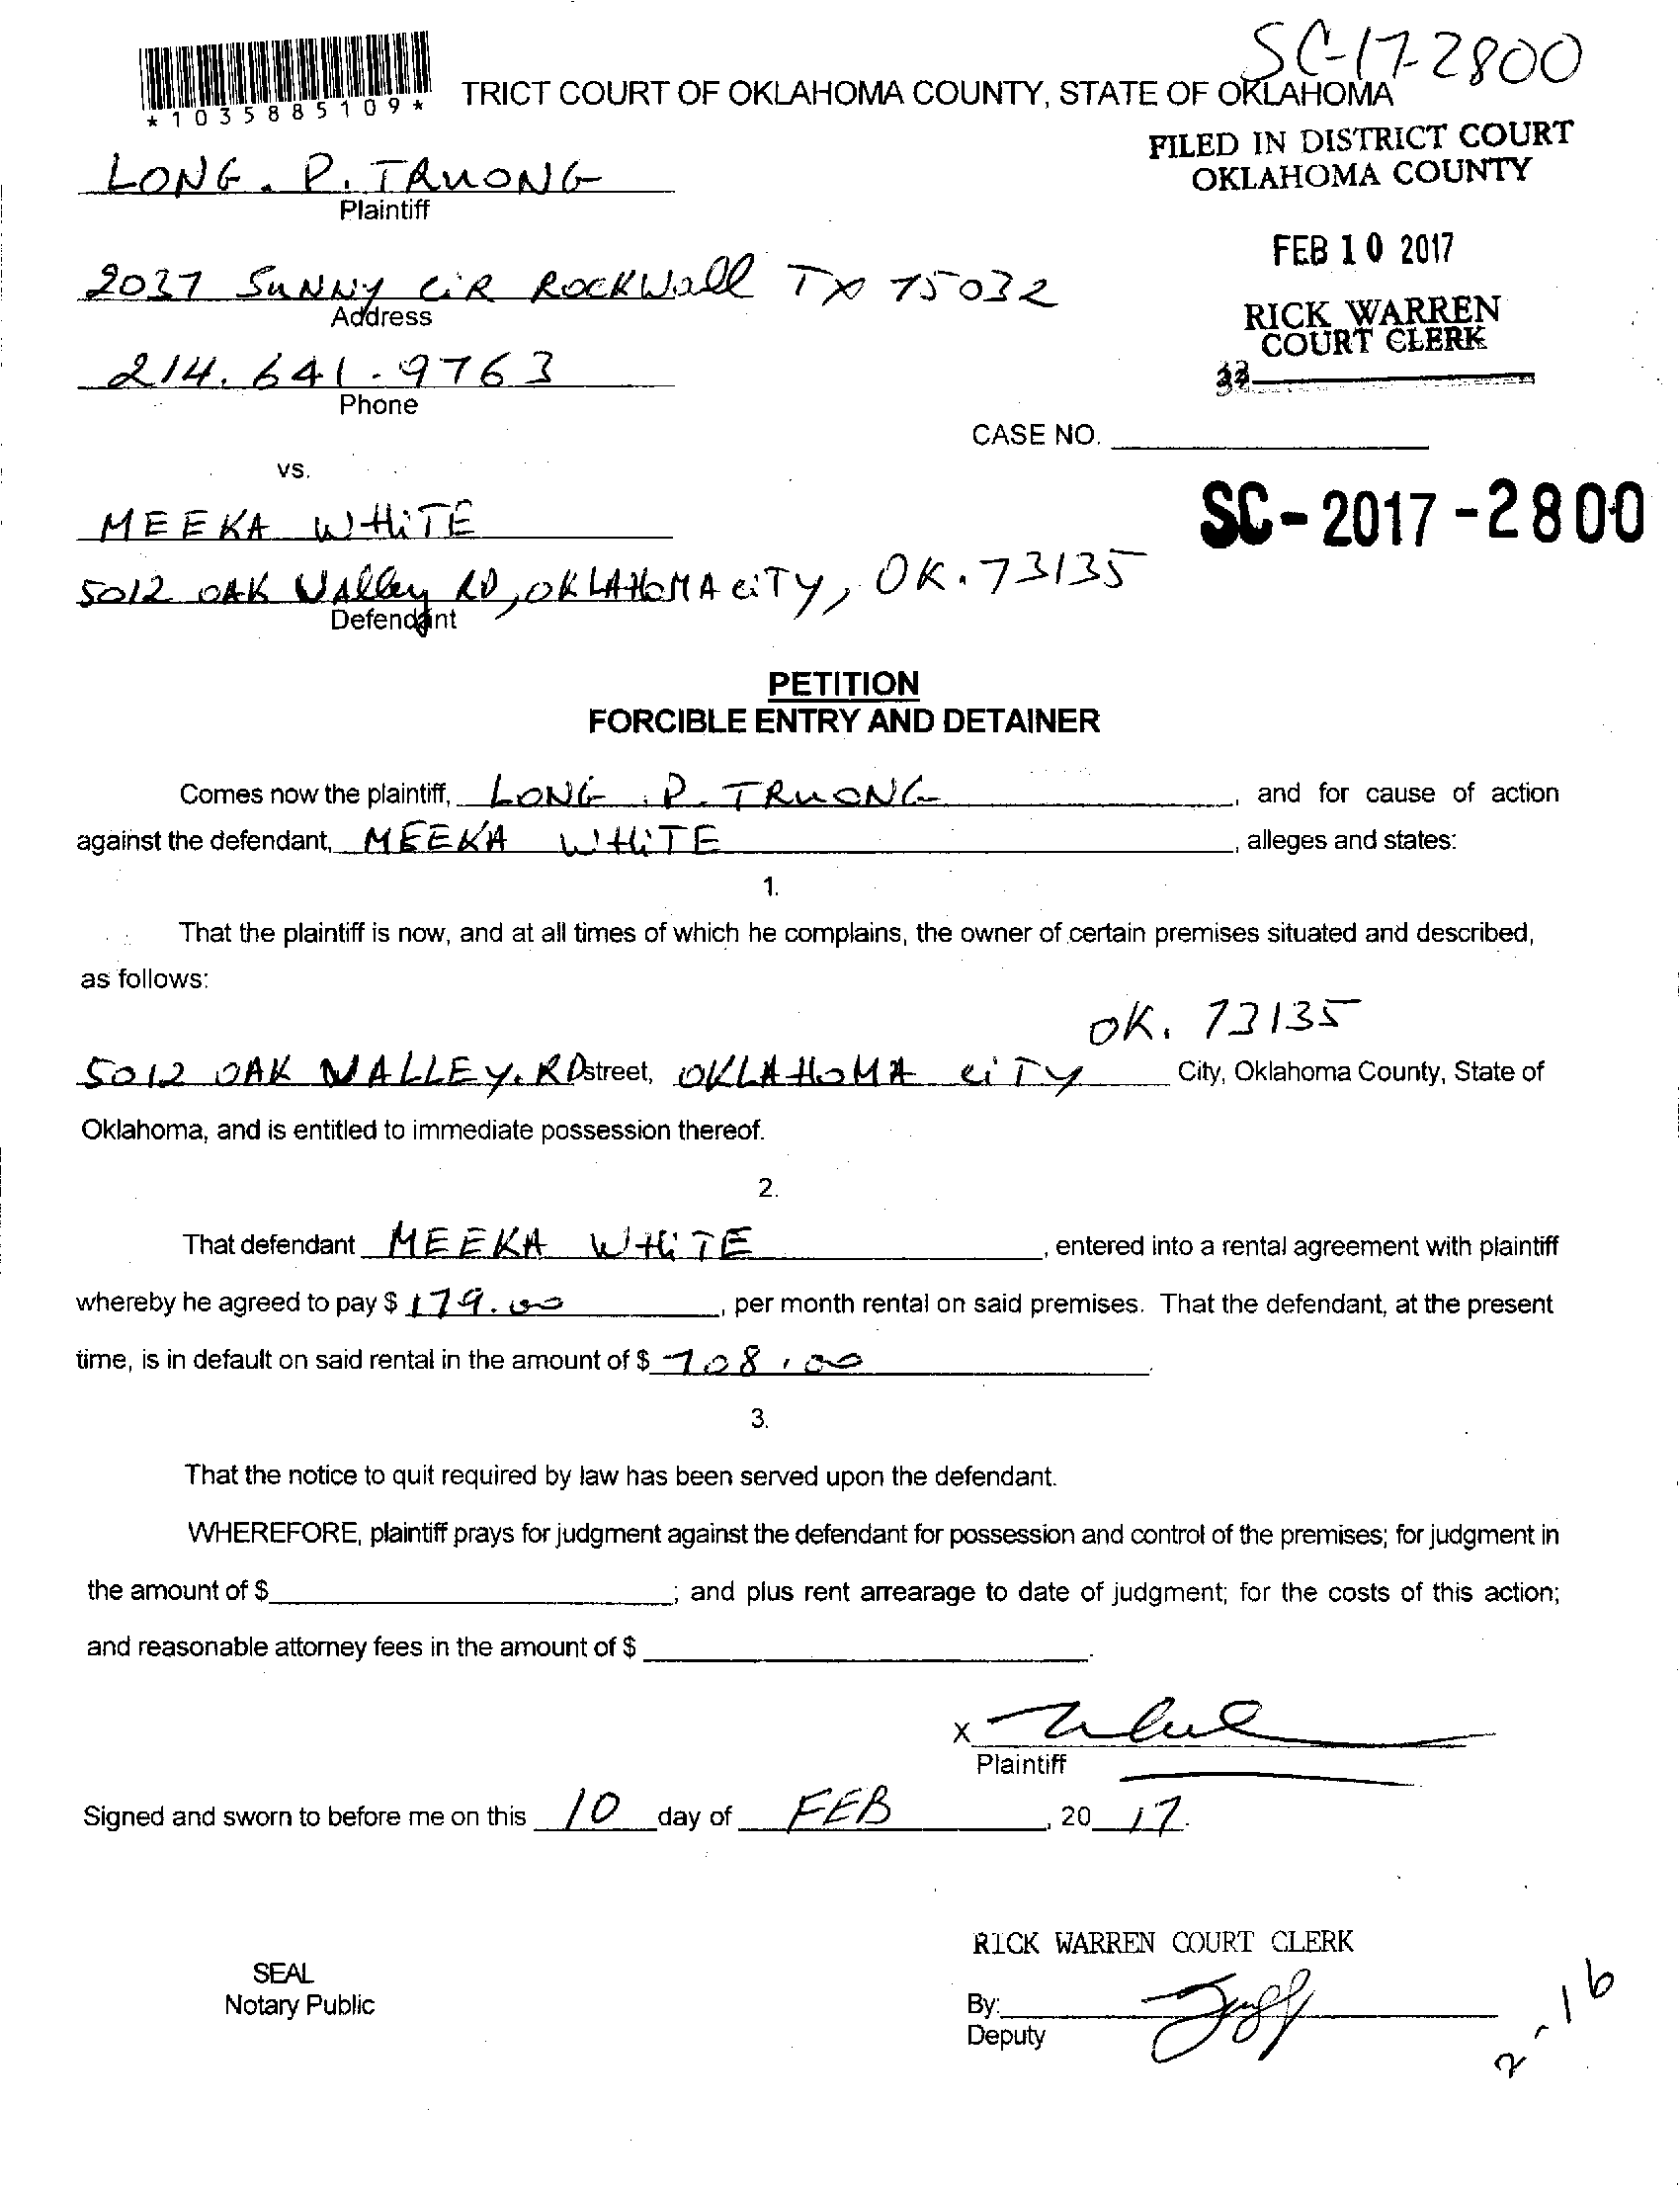 SC-17-2800
*1035885109*
TRICT COURT OF OKLAHOMA COUNTY, STATE OF OKLAHOMA
FILED IN DISTRICT COURT
OKLAHOMA COUNTY
LONG . P. TRUONG
Plaintiff
FEB 10 2017
2037 SUNNY CiR ROCKWall TX 75032
Address
RICK WARREN
COURT CLERK
214. 641 - 9763
Phone
CASE NO.
vs.
SC-2017-2800
MEEKA WHiTE
5012 OAK VAlley RD, OKLAHOMA CiTY, OK. 73135
Defendant
PETITION
FORCIBLE ENTRY AND DETAINER
Comes now the plaintiff, LONG . P. TRUONG, and for cause of action
against the defendant, MEEKA WHiTE, alleges and states:
1.
That the plaintiff is now, and at all times of which he complains, the owner of certain premises situated and described,
as follows:
OK. 73135
5012 OAK VALLEY. RD street, OKLAHOMA CiTY City, Oklahoma County, State of
Oklahoma, and is entitled to immediate possession thereof.
2.
That defendant MEEKA WHiTE, entered into a rental agreement with plaintiff
whereby he agreed to pay $ 179.00, per month rental on said premises. That the defendant, at the present
time, is in default on said rental in the amount of $ 708.00.
3.
That the notice to quit required by law has been served upon the defendant.
WHEREFORE, plaintiff prays for judgment against the defendant for possession and control of the premises; for judgment in
the amount of $ ; and plus rent arrearage to date of judgment; for the costs of this action;
and reasonable attorney fees in the amount of $ .
x
Plaintiff
Signed and sworn to before me on this 10 day of FEB, 20 17.
RICK WARREN COURT CLERK
SEAL
Notary Public
By:
Deputy
2-16